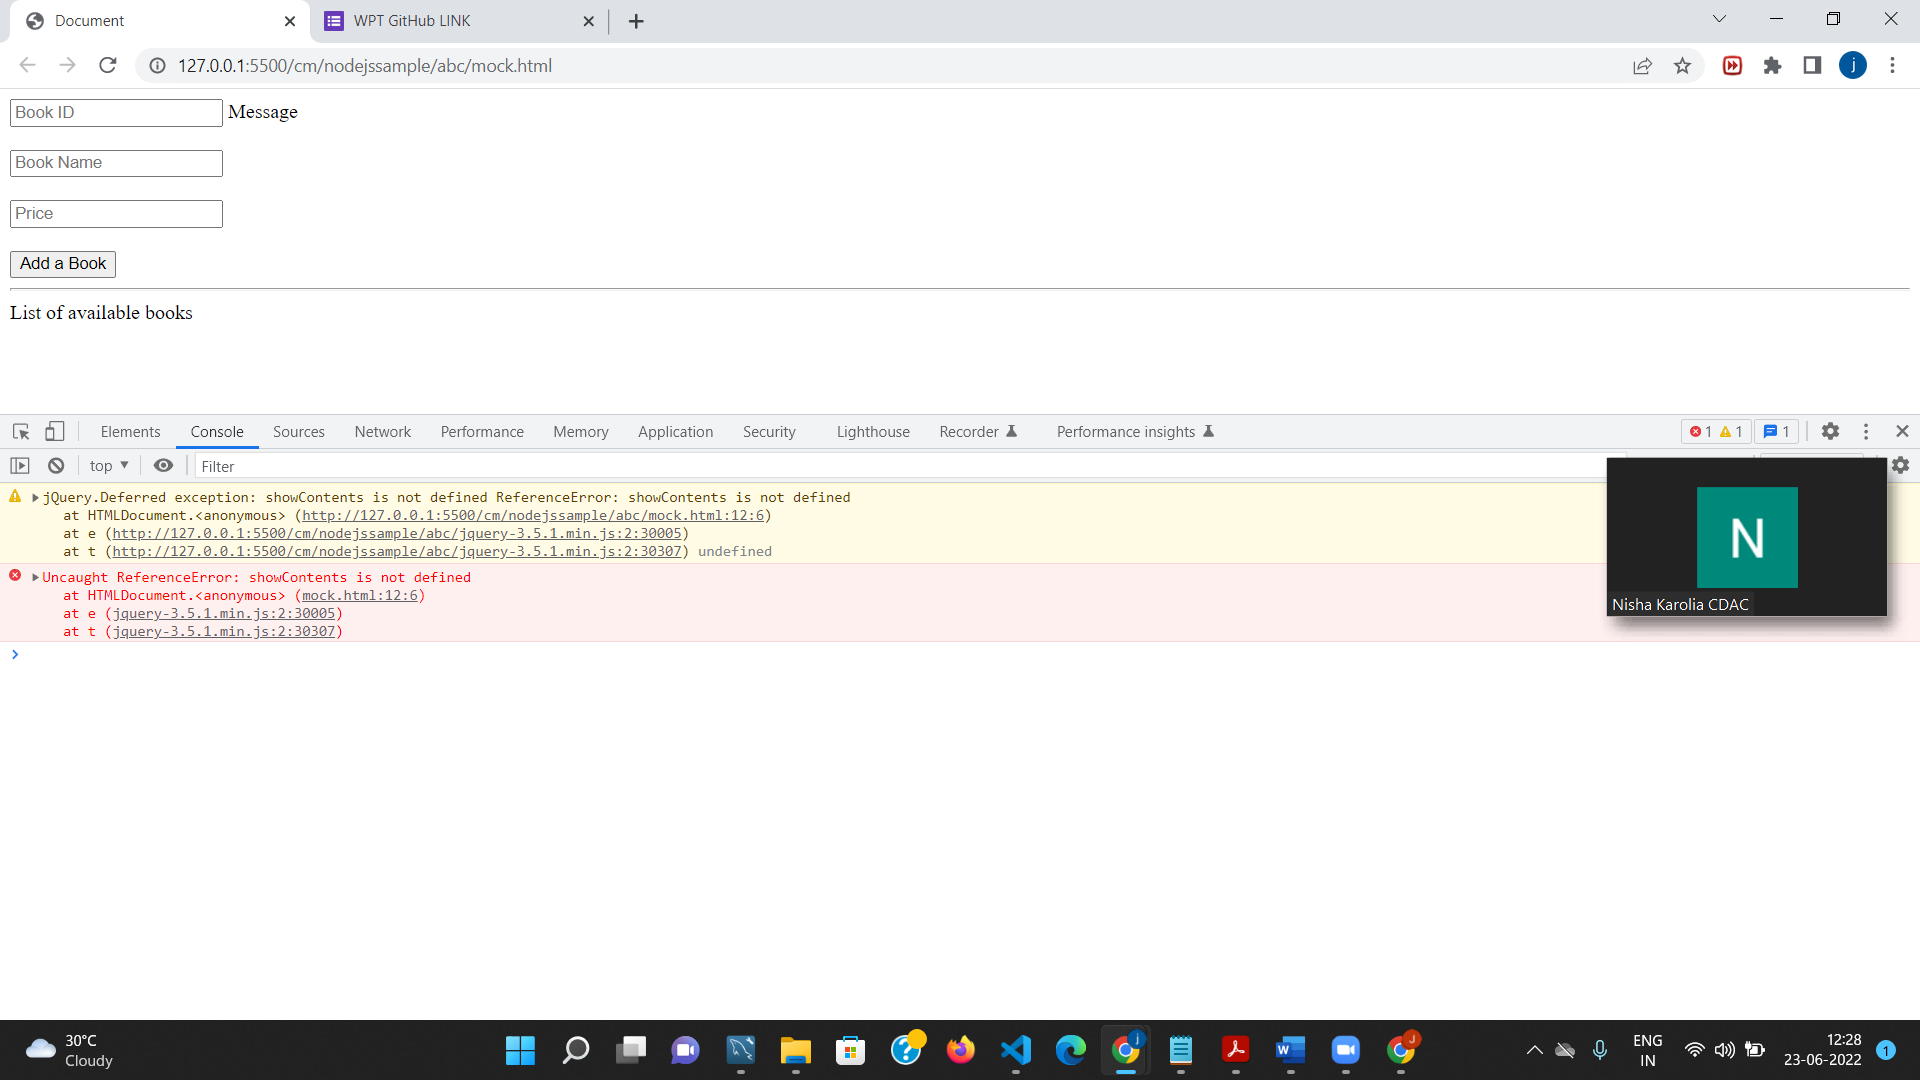 Document
WPT GitHub LINK
127.0.0.1:5500/cm/nodejssample/abc/mock.html
j
Book ID
Message
Book Name
Price
Add a Book
List of available books
Elements
Console
Sources
Network
Performance
Memory
Application
Security
Lighthouse
Recorder
Performance insights
1
1
1
top
Filter
jQuery.Deferred exception: showContents is not defined ReferenceError: showContents is not defined
at HTMLDocument.<anonymous> (http://127.0.0.1:5500/cm/nodejssample/abc/mock.html:12:6)
at e (http://127.0.0.1:5500/cm/nodejssample/abc/jquery-3.5.1.min.js:2:30005)
at t (http://127.0.0.1:5500/cm/nodejssample/abc/jquery-3.5.1.min.js:2:30307) undefined
Uncaught ReferenceError: showContents is not defined
at HTMLDocument.<anonymous> (mock.html:12:6)
at e (jquery-3.5.1.min.js:2:30005)
at t (jquery-3.5.1.min.js:2:30307)
N
Nisha Karolia CDAC
30°C
Cloudy
j
W
J
ENG
IN
12:28
23-06-2022
1